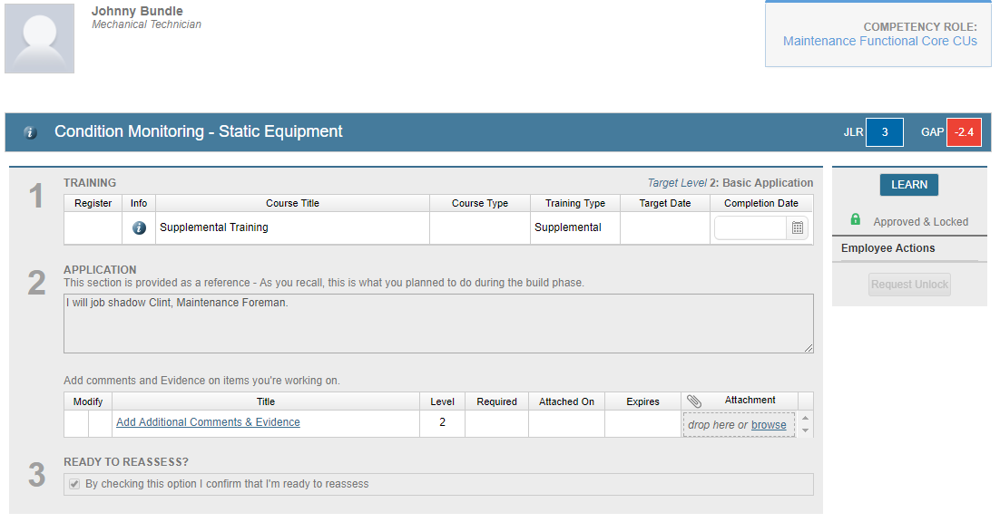 Johnny Bundle
Mechanical Technician
COMPETENCY ROLE:
Maintenance Functional Core CUs
i Condition Monitoring - Static Equipment JLR 3 GAP -2.4
1 TRAINING Target Level 2: Basic Application
Register Info Course Title Course Type Training Type Target Date Completion Date
i Supplemental Training Supplemental
2 APPLICATION
This section is provided as a reference - As you recall, this is what you planned to do during the build phase.
I will job shadow Clint, Maintenance Foreman.
Add comments and Evidence on items you're working on.
Modify Title Level Required Attached On Expires Attachment
Add Additional Comments & Evidence 2 drop here or browse
3 READY TO REASSESS?
By checking this option I confirm that I'm ready to reassess
LEARN
Approved & Locked
Employee Actions
Request Unlock